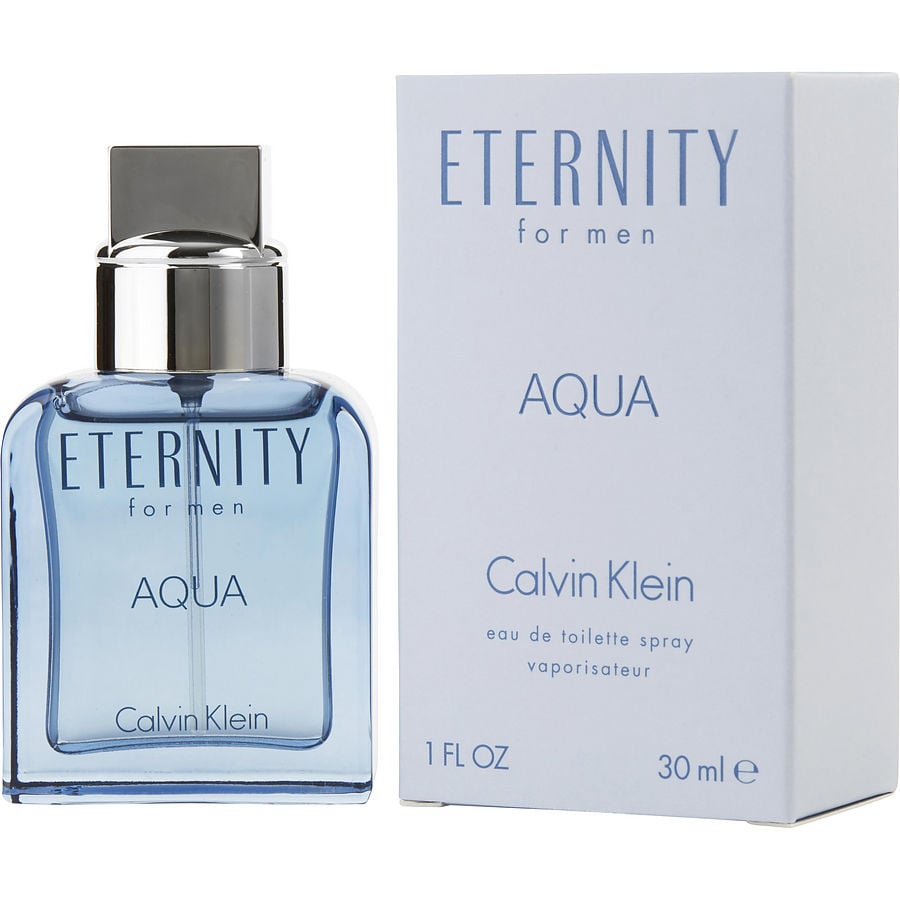 ETERNITY
for men
AQUA
Calvin Klein
ETERNITY
for men
AQUA
Calvin Klein
eau de toilette spray
vaporisateur
1 FL OZ
30 ml ℮